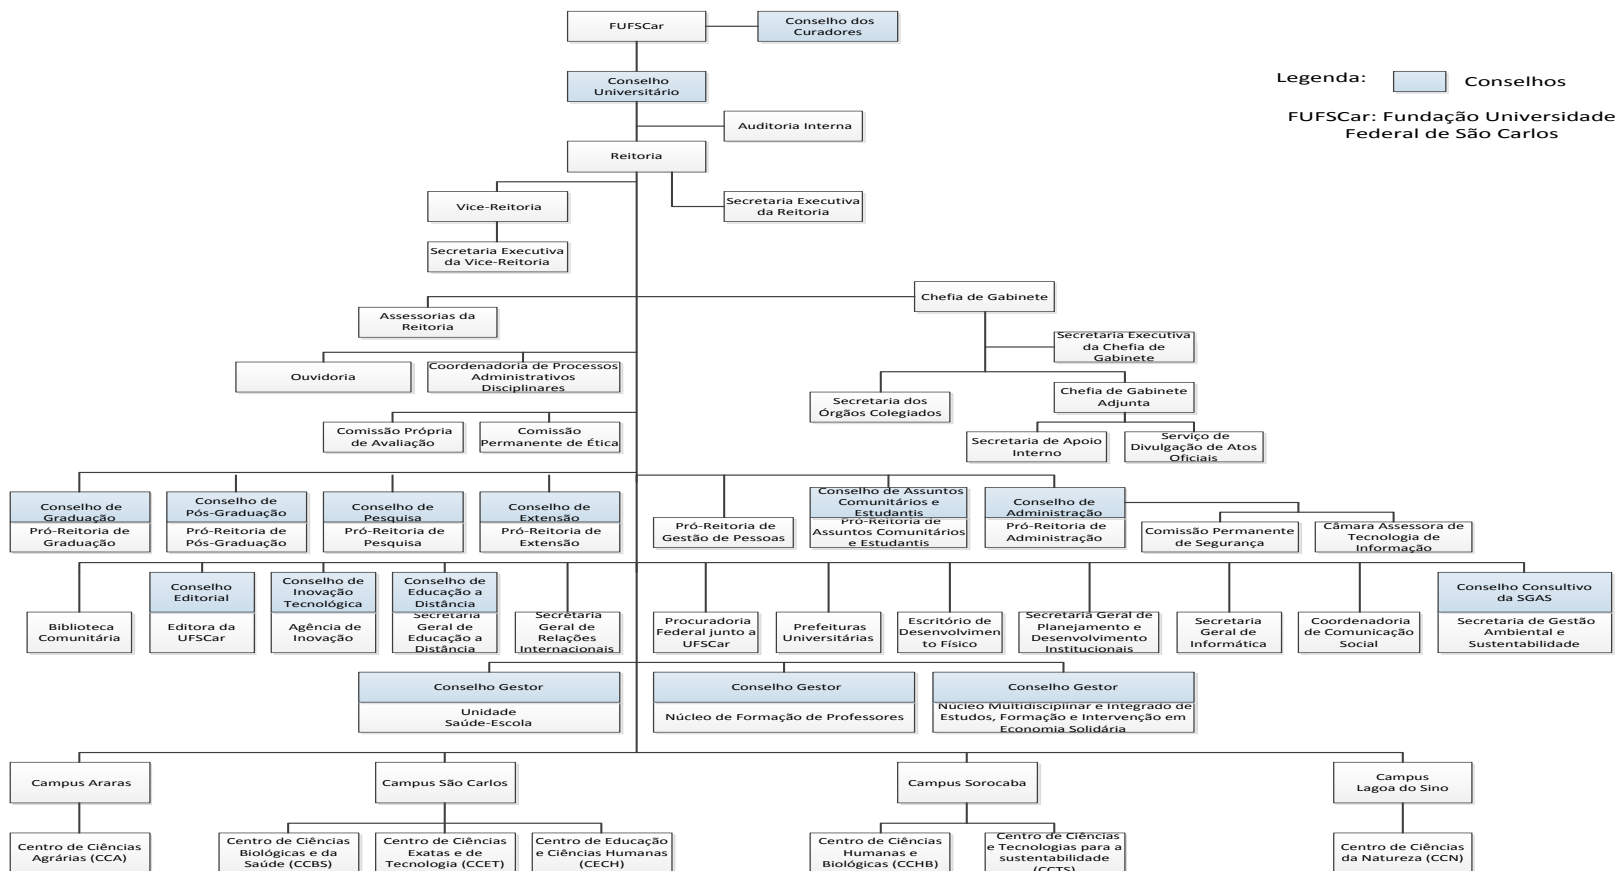 FUFSCar
Conselho dos
Curadores
Conselho
Universitário
Legenda:
Conselhos
FUFSCar: Fundação Universidade
Federal de São Carlos
Auditoria Interna
Reitoria
Vice-Reitoria
Secretaria Executiva
da Reitoria
Secretaria Executiva
da Vice-Reitoria
Chefia de Gabinete
Assessorias da
Reitoria
Secretaria Executiva
da Chefia de
Gabinete
Ouvidoria
Coordenadoria de Processos
Administrativos
Disciplinares
Secretaria dos
Órgãos Colegiados
Chefia de Gabinete
Adjunta
Comissão Própria
de Avaliação
Comissão
Permanente de Ética
Secretaria de Apoio
Interno
Serviço de
Divulgação de Atos
Oficiais
Conselho de
Graduação
Pró-Reitoria de
Graduação
Conselho de
Pós-Graduação
Pró-Reitoria de
Pós-Graduação
Conselho de
Pesquisa
Pró-Reitoria de
Pesquisa
Conselho de
Extensão
Pró-Reitoria de
Extensão
Pró-Reitoria de
Gestão de Pessoas
Conselho de Assuntos
Comunitários e
Estudantis
Pró-Reitoria de
Assuntos Comunitários
e Estudantis
Conselho de
Administração
Pró-Reitoria de
Administração
Comissão Permanente
de Segurança
Câmara Assessora de
Tecnologia de
Informação
Biblioteca
Comunitária
Conselho
Editorial
Editora da
UFSCar
Conselho de
Inovação
Tecnológica
Agência de
Inovação
Conselho de
Educação a
Distância
Secretaria
Geral de
Educação a
Distância
Secretaria
Geral de
Relações
Internacionais
Procuradoria
Federal junto a
UFSCar
Prefeituras
Universitárias
Escritório de
Desenvolvimen
to Físico
Secretaria Geral de
Planejamento e
Desenvolvimento
Institucionais
Secretaria
Geral de
Informática
Coordenadoria
de Comunicação
Social
Conselho Consultivo
da SGAS
Secretaria de Gestão
Ambiental e
Sustentabilidade
Conselho Gestor
Unidade
Saúde-Escola
Conselho Gestor
Núcleo de Formação de Professores
Conselho Gestor
Núcleo Multidisciplinar e Integrado de
Estudos, Formação e Intervenção em
Economia Solidária
Campus Araras
Campus São Carlos
Campus Sorocaba
Campus
Lagoa do Sino
Centro de Ciências
Agrárias (CCA)
Centro de Ciências
Biológicas e da
Saúde (CCBS)
Centro de Ciências
Exatas e de
Tecnologia (CCET)
Centro de Educação
e Ciências Humanas
(CECH)
Centro de Ciências
Humanas e
Biológicas (CCHB)
Centro de Ciências
e Tecnologias para a
sustentabilidade
(CCTS)
Centro de Ciências
da Natureza (CCN)